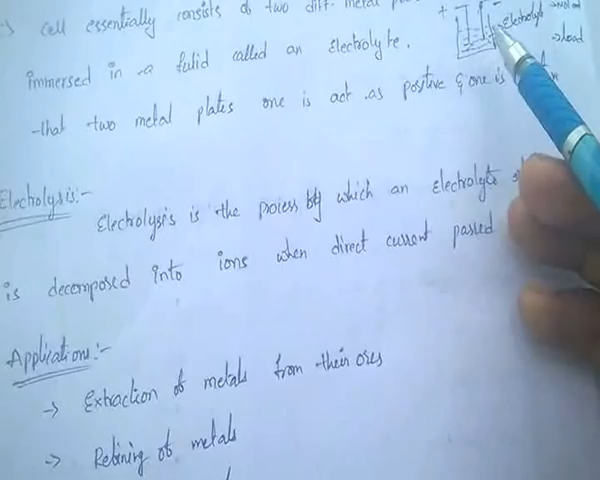 → Cell essentially consists of two diff. metal
+ - Electrolyte
→ load
immersed in a fulid called an Electrolyte.
-that two metal plates one is act as positive & one is
Electrolysis:-
Electrolysis is the process by which an Electrolyte
is decomposed into ions when direct current passed
Applications:-
→ Extraction of metals from their ores
→ Refining of metals